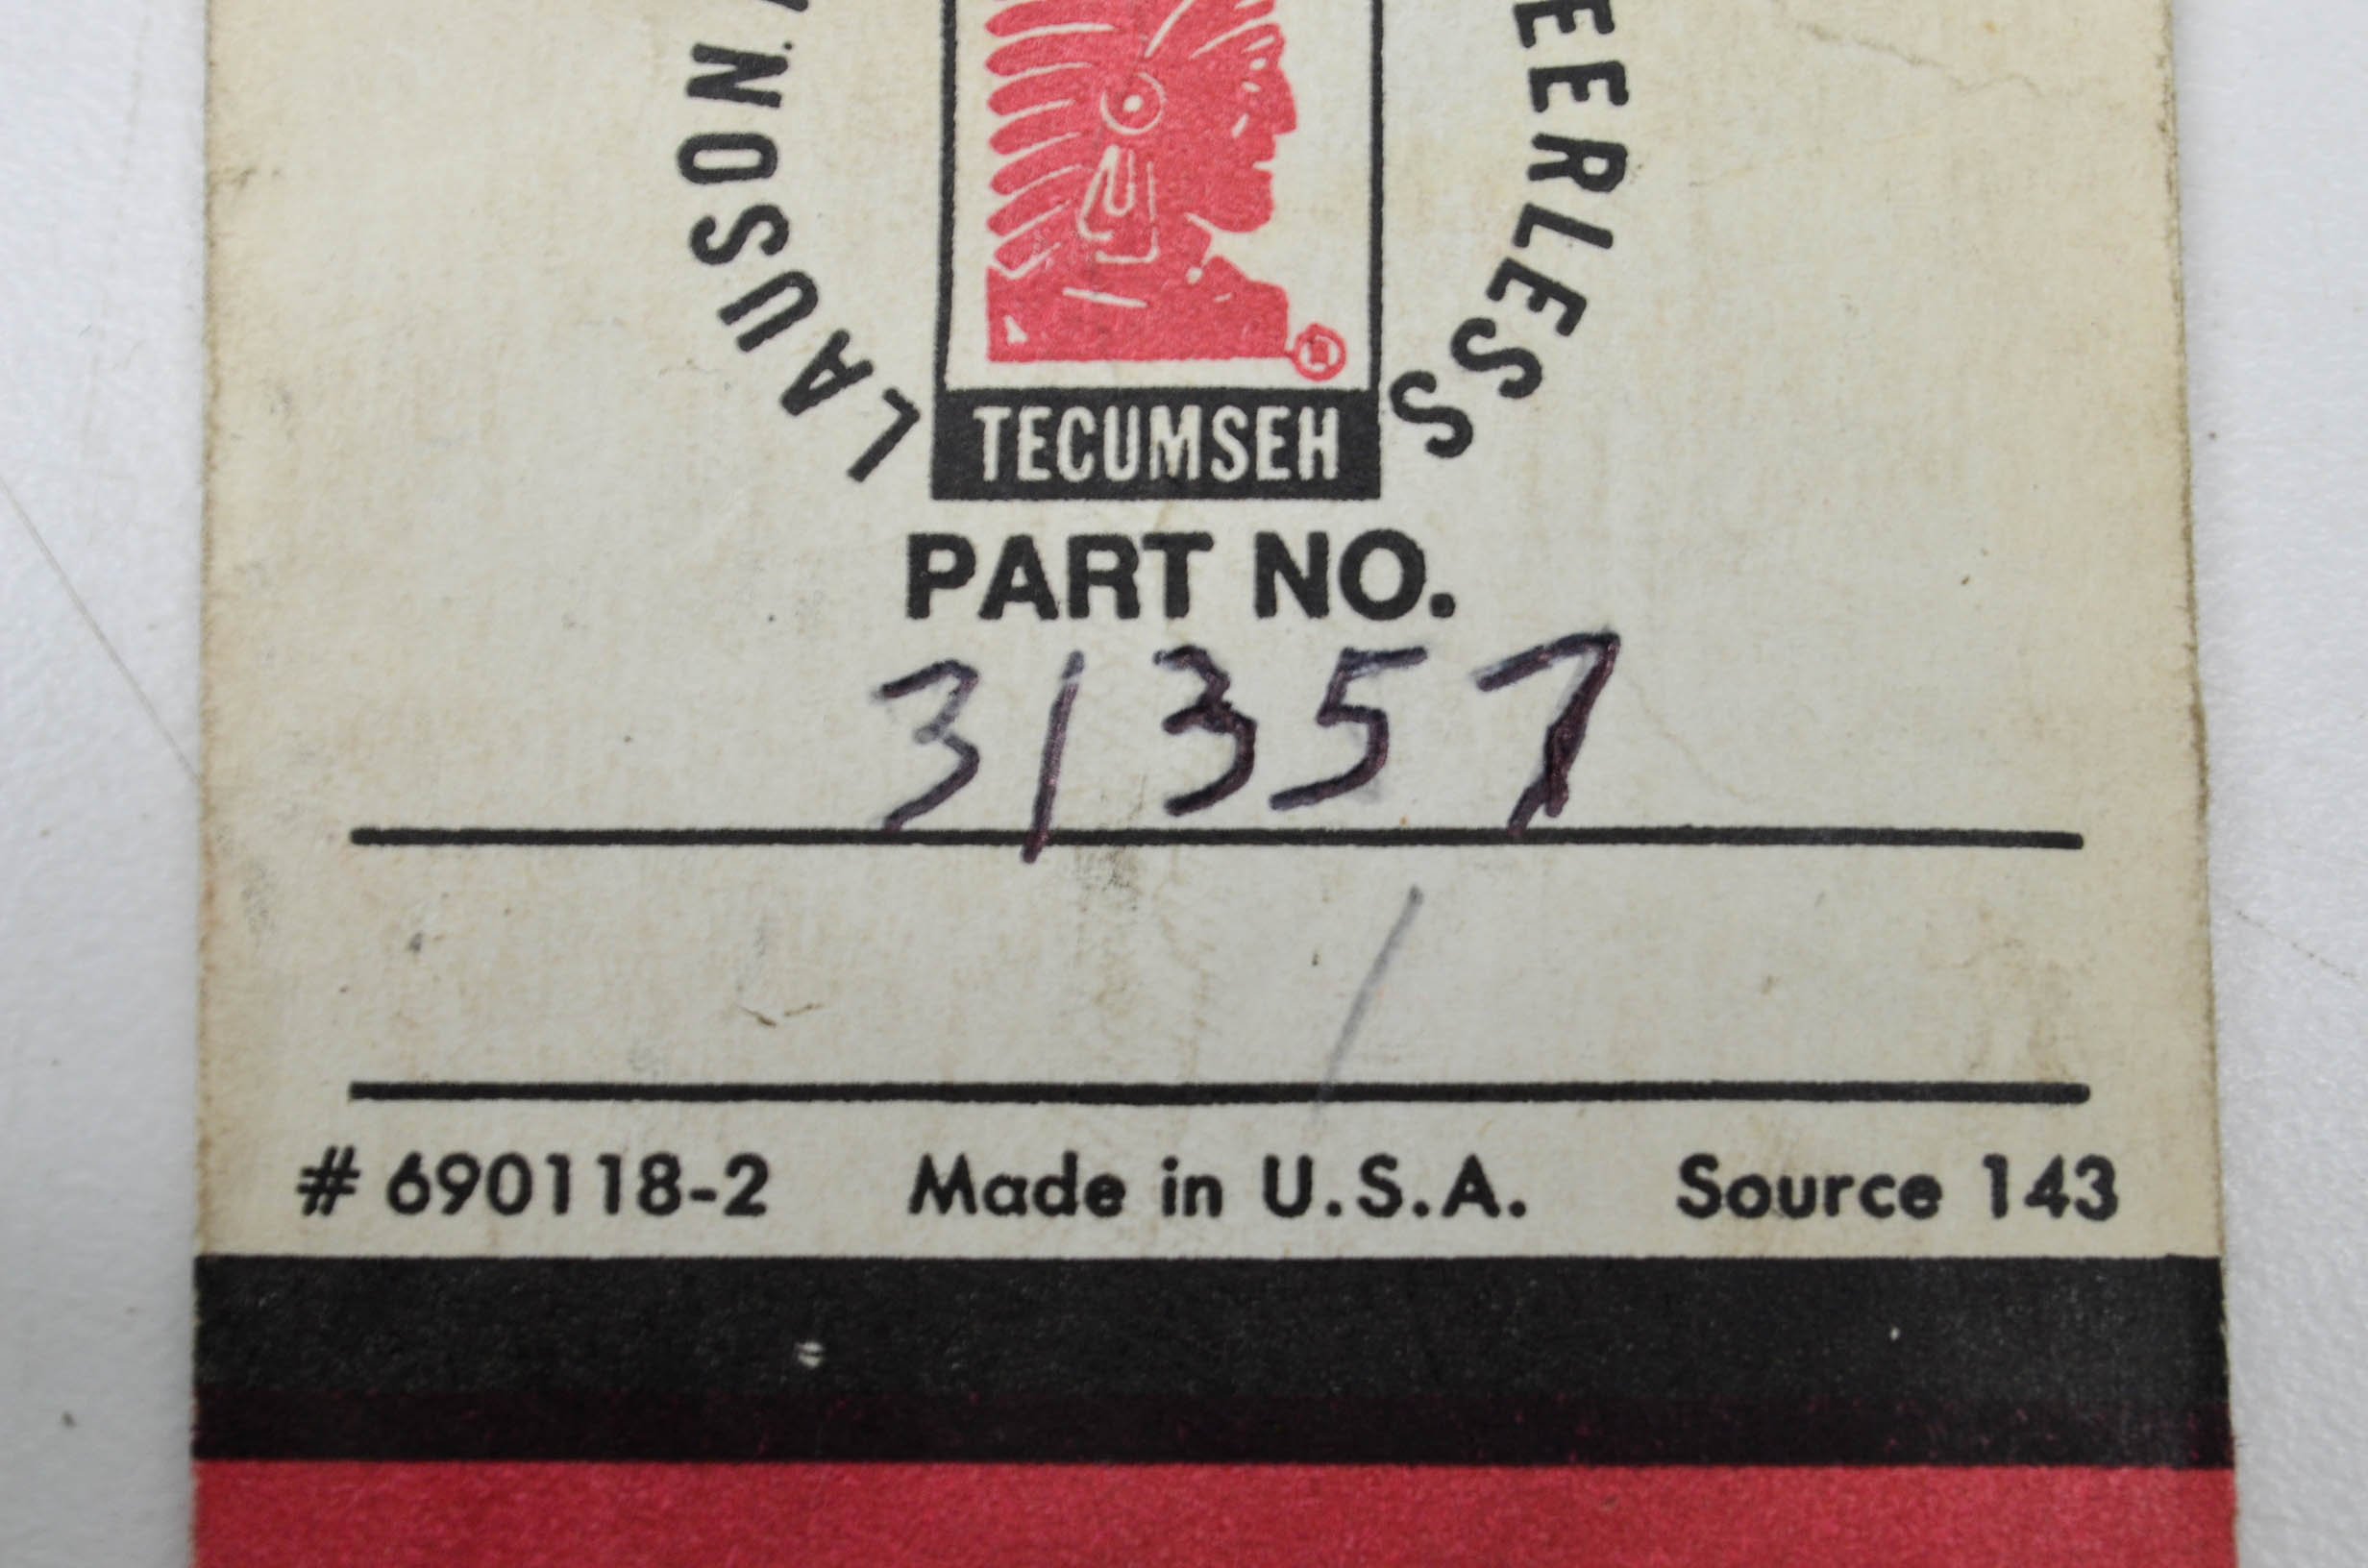 LAUSON.
EERLESS
TECUMSEH
PART NO.
31357
# 690118-2 Made in U.S.A. Source 143